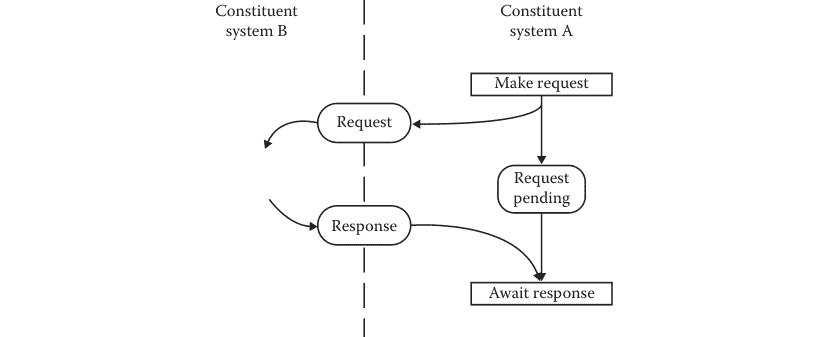 Constituent
system B
Constituent
system A
Make request
Request
Request
pending
Response
Await response